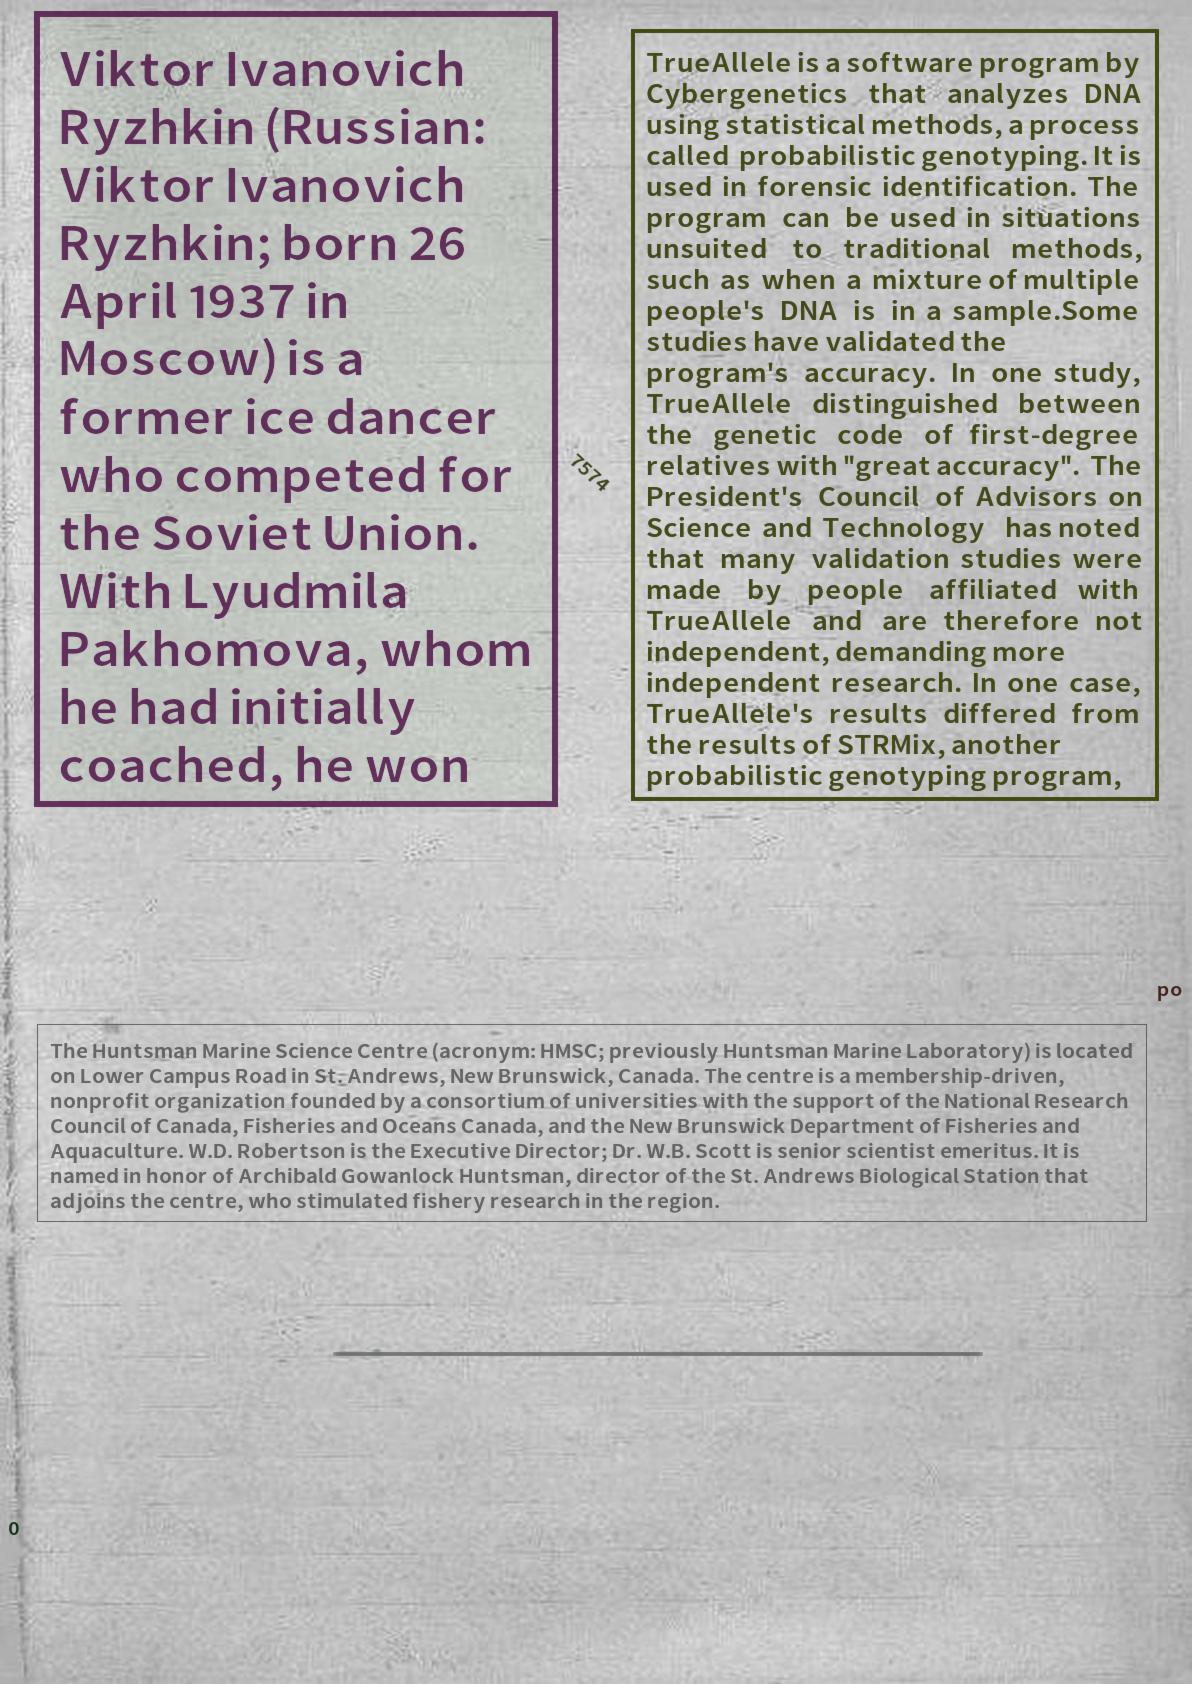 Viktor Ivanovich
Ryzhkin (Russian:
Viktor Ivanovich
Ryzhkin; born 26
April 1937 in
Moscow) is a
former ice dancer
who competed for
the Soviet Union.
With Lyudmila
Pakhomova, whom
he had initially
coached, he won
7574
TrueAllele is a software program by
Cybergenetics that analyzes DNA
using statistical methods, a process
called probabilistic genotyping. It is
used in forensic identification. The
program can be used in situations
unsuited to traditional methods,
such as when a mixture of multiple
people's DNA is in a sample.Some
studies have validated the
program's accuracy. In one study,
TrueAllele distinguished between
the genetic code of first-degree
relatives with "great accuracy". The
President's Council of Advisors on
Science and Technology has noted
that many validation studies were
made by people affiliated with
TrueAllele and are therefore not
independent, demanding more
independent research. In one case,
TrueAllele's results differed from
the results of STRMix, another
probabilistic genotyping program,
po
The Huntsman Marine Science Centre (acronym: HMSC; previously Huntsman Marine Laboratory) is located
on Lower Campus Road in St. Andrews, New Brunswick, Canada. The centre is a membership-driven,
nonprofit organization founded by a consortium of universities with the support of the National Research
Council of Canada, Fisheries and Oceans Canada, and the New Brunswick Department of Fisheries and
Aquaculture. W.D. Robertson is the Executive Director; Dr. W.B. Scott is senior scientist emeritus. It is
named in honor of Archibald Gowanlock Huntsman, director of the St. Andrews Biological Station that
adjoins the centre, who stimulated fishery research in the region.
0